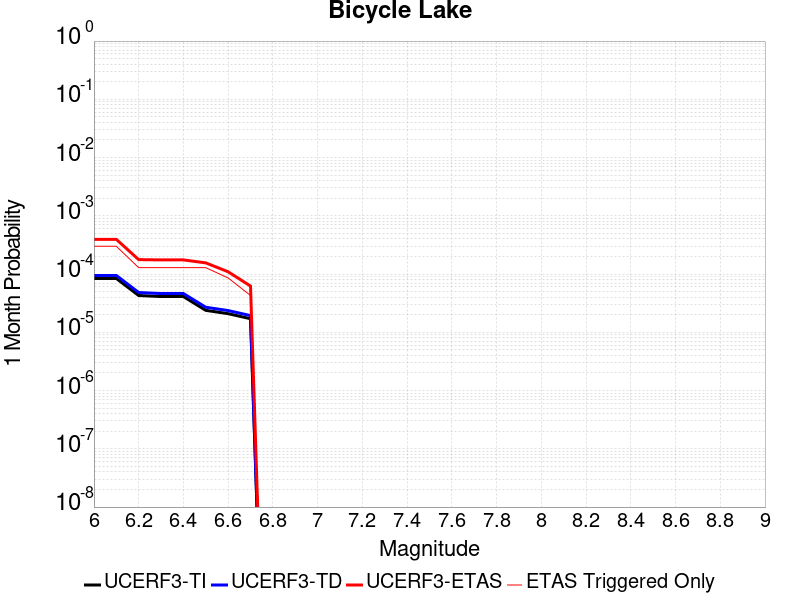 Bicycle Lake
10^0
10^-1
10^-2
10^-3
10^-4
10^-5
10^-6
10^-7
10^-8
1 Month Probability
6 6.2 6.4 6.6 6.8 7 7.2 7.4 7.6 7.8 8 8.2 8.4 8.6 8.8 9
Magnitude
UCERF3-TI UCERF3-TD UCERF3-ETAS ETAS Triggered Only